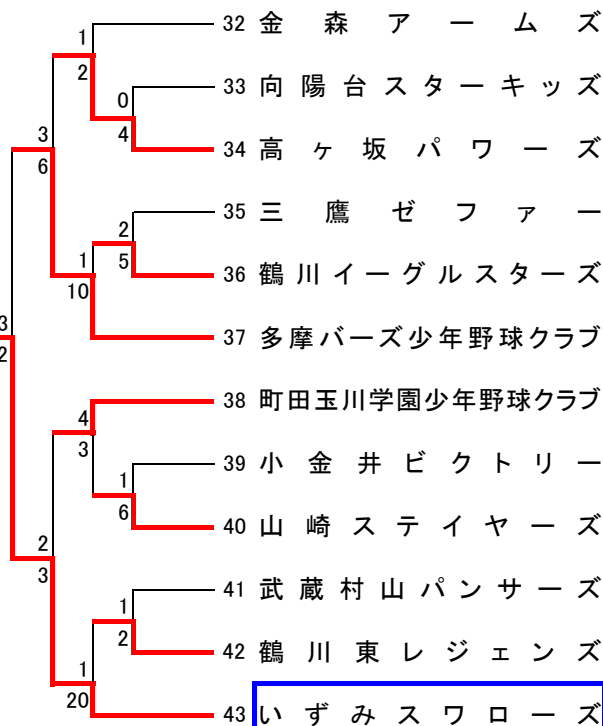 1
32 金森アームズ
2
0
33 向陽台スターキッズ
4
34 高ヶ坂パワーズ
3
6
35 三鷹ゼファー
2
5
36 鶴川イーグルスターズ
1
10
37 多摩バーズ少年野球クラブ
3
2
38 町田玉川学園少年野球クラブ
4
3
39 小金井ビクトリー
1
6
40 山崎ステイヤーズ
2
3
41 武蔵村山パンサーズ
1
2
42 鶴川東レジェンズ
1
20
43 いずみスワローズ